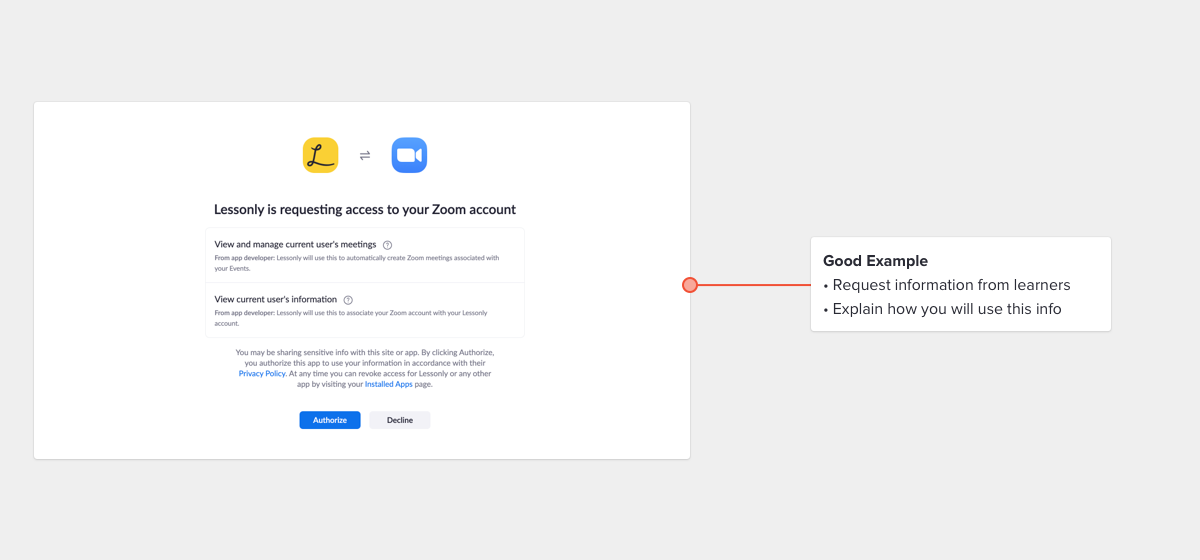 L
Lessonly is requesting access to your Zoom account
View and manage current user's meetings ?
From app developer: Lessonly will use this to automatically create Zoom meetings associated with
your Events.
View current user's information ?
From app developer: Lessonly will use this to associate your Zoom account with your Lessonly
account.
You may be sharing sensitive info with this site or app. By clicking Authorize,
you authorize this app to use your information in accordance with their
Privacy Policy. At any time you can revoke access for Lessonly or any other
app by visiting your Installed Apps page.
Authorize Decline
Good Example
• Request information from learners
• Explain how you will use this info